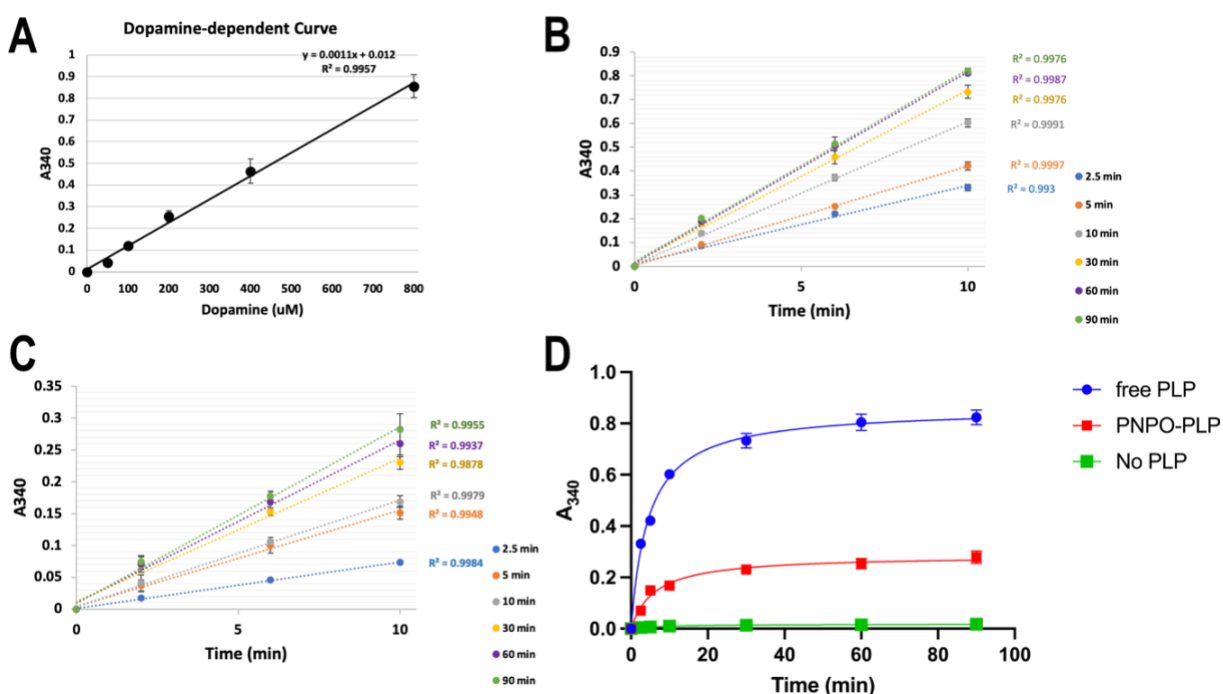 A
Dopamine-dependent Curve
y = 0.0011x + 0.012
R² = 0.9957
1
0.9
0.8
0.7
0.6
0.5
0.4
0.3
0.2
0.1
0
A340
0 100 200 300 400 500 600 700 800
Dopamine (uM)
B
0.9
0.8
0.7
0.6
0.5
0.4
0.3
0.2
0.1
0
A340
0 5 10
Time (min)
R² = 0.9976
R² = 0.9987
R² = 0.9976
R² = 0.9991
R² = 0.9997
R² = 0.993
2.5 min
5 min
10 min
30 min
60 min
90 min
C
0.35
0.3
0.25
0.2
0.15
0.1
0.05
0
A340
0 5 10
Time (min)
R² = 0.9955
R² = 0.9937
R² = 0.9878
R² = 0.9979
R² = 0.9948
R² = 0.9984
2.5 min
5 min
10 min
30 min
60 min
90 min
D
1.0
0.8
0.6
0.4
0.2
0.0
A₃₄₀
0 20 40 60 80 100
Time (min)
free PLP
PNPO-PLP
No PLP